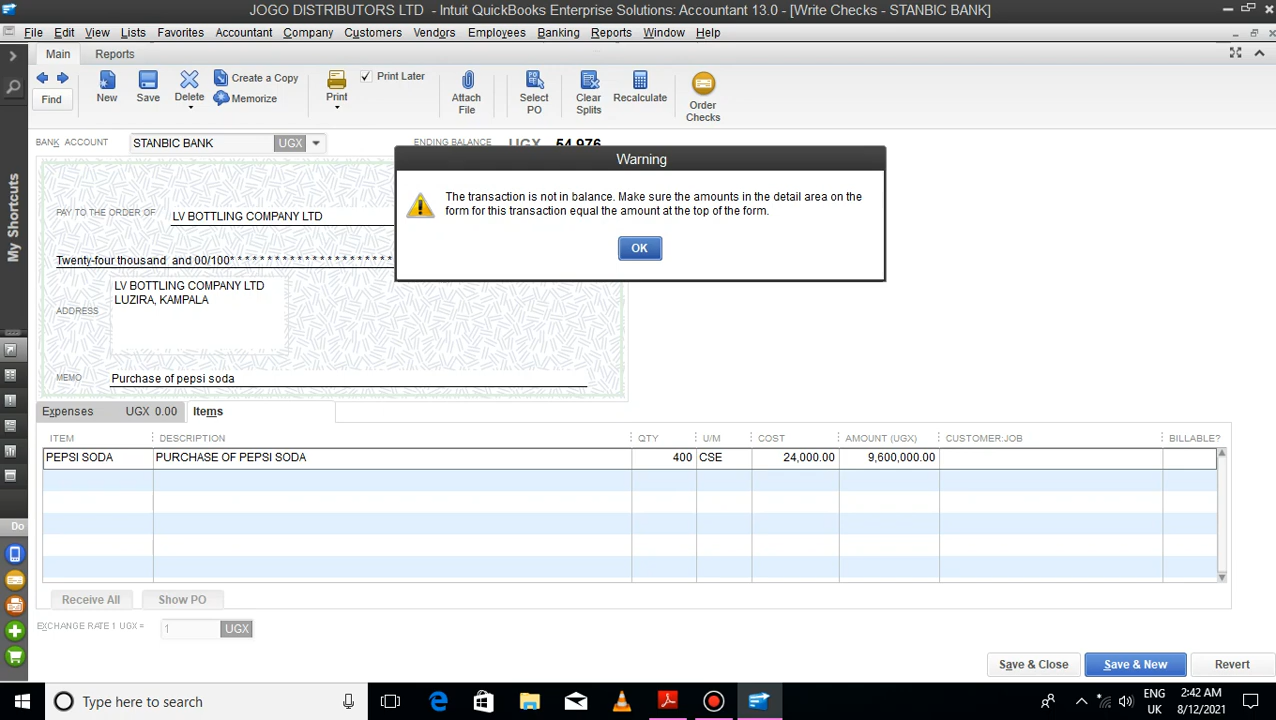 JOGO DISTRIBUTORS LTD - Intuit QuickBooks Enterprise Solutions: Accountant 13.0 - [Write Checks - STANBIC BANK]
File Edit View Lists Favorites Accountant Company Customers Vendors Employees Banking Reports Window Help
Main Reports
Find
New
Save
Delete
Create a Copy
Memorize
Print
Print Later
Attach File
Select PO
Clear Splits
Recalculate
Order Checks
My Shortcuts
Do
BANK ACCOUNT STANBIC BANK UGX ENDING BALANCE UGX 54,976
Warning
The transaction is not in balance. Make sure the amounts in the detail area on the
form for this transaction equal the amount at the top of the form.
OK
PAY TO THE ORDER OF LV BOTTLING COMPANY LTD
Twenty-four thousand and 00/100* * * * * * * * * * * * * * * * * * * * *
ADDRESS
LV BOTTLING COMPANY LTD
LUZIRA, KAMPALA
MEMO Purchase of pepsi soda
Expenses UGX 0.00 Items
ITEM DESCRIPTION QTY U/M COST AMOUNT (UGX) CUSTOMER:JOB BILLABLE?
PEPSI SODA PURCHASE OF PEPSI SODA 400 CSE 24,000.00 9,600,000.00
Receive All Show PO
EXCHANGE RATE 1 UGX = 1 UGX
Save & Close Save & New Revert
Type here to search
ENG
UK
2:42 AM
8/12/2021